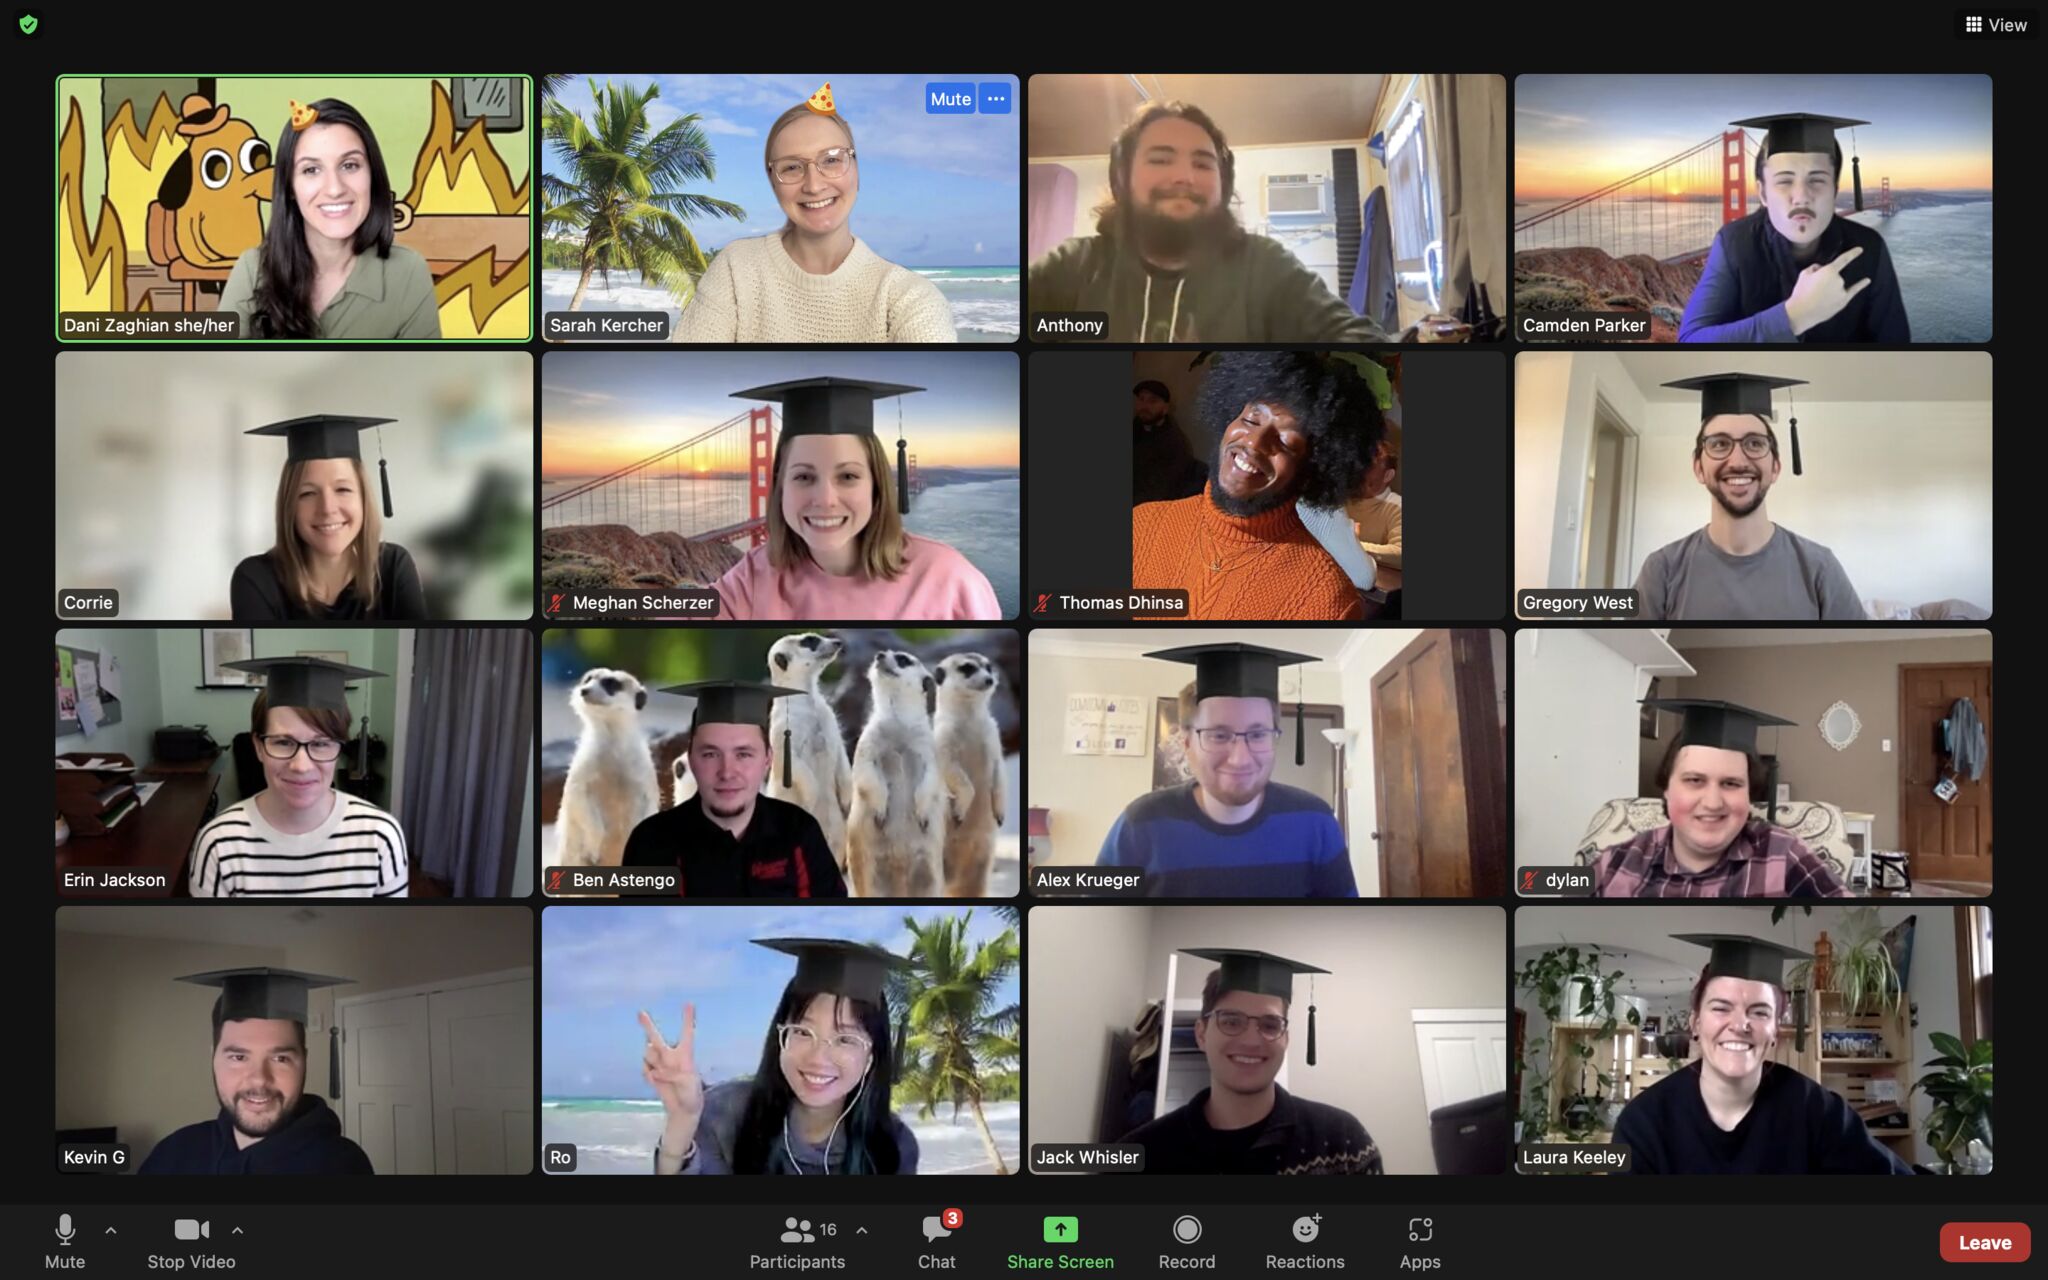 View
Dani Zaghian she/her
Mute
Sarah Kercher
Anthony
Camden Parker
Corrie
Meghan Scherzer
Thomas Dhinsa
Gregory West
Erin Jackson
Ben Astengo
Alex Krueger
dylan
Kevin G
Ro
Jack Whisler
Laura Keeley
Mute
Stop Video
16
Participants
3
Chat
Share Screen
Record
Reactions
Apps
Leave